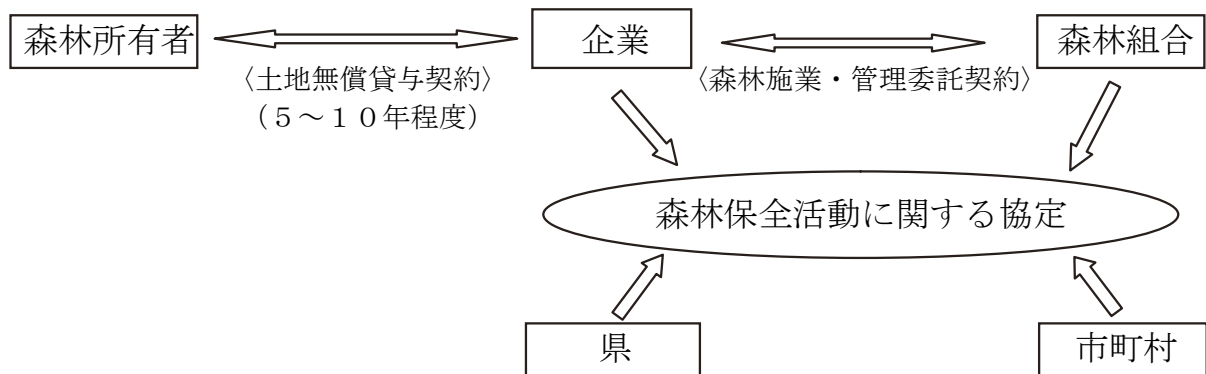 森林所有者
企業
森林組合
〈土地無償貸与契約〉
(5~10年程度)
〈森林施業・管理委託契約〉
森林保全活動に関する協定
県
市町村